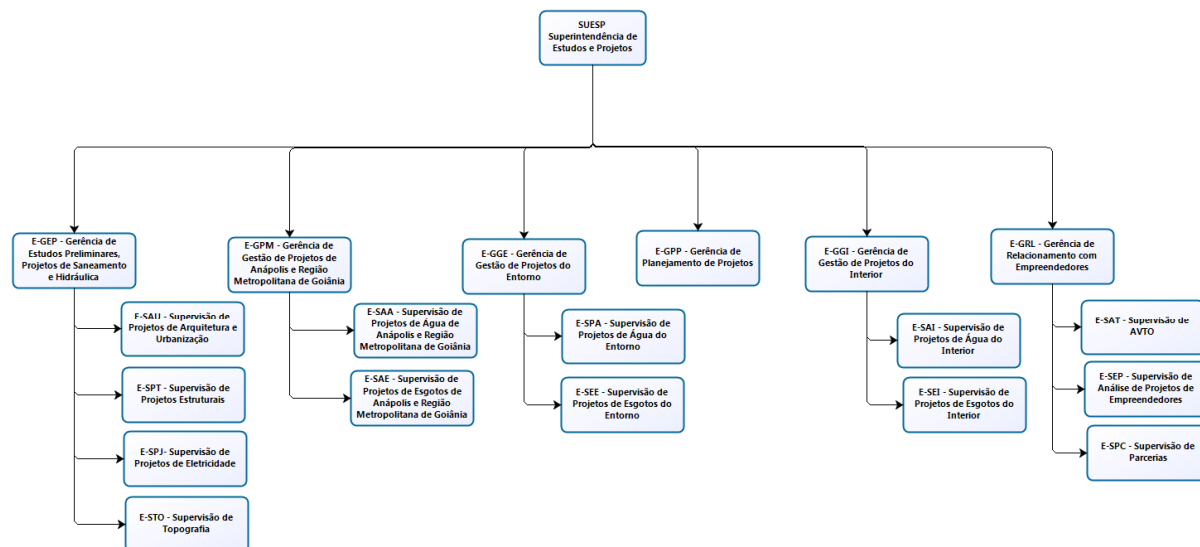 SUESP
Superintendência de
Estudos e Projetos
E-GEP - Gerência de
Estudos Preliminares,
Projetos de Saneamento
e Hidráulica
E-GPM - Gerência de
Gestão de Projetos de
Anápolis e Região
Metropolitana de Goiânia
E-GGE - Gerência de
Gestão de Projetos do
Entorno
E-GPP - Gerência de
Planejamento de Projetos
E-GGI - Gerência de
Gestão de Projetos do
Interior
E-GRL - Gerência de
Relacionamento com
Empreendedores
E-SAU - Supervisão de
Projetos de Arquitetura e
Urbanização
E-SPT - Supervisão de
Projetos Estruturais
E-SPJ- Supervisão de
Projetos de Eletricidade
E-STO - Supervisão de
Topografia
E-SAA - Supervisão de
Projetos de Água de
Anápolis e Região
Metropolitana de Goiânia
E-SAE - Supervisão de
Projetos de Esgotos de
Anápolis e Região
Metropolitana de Goiânia
E-SPA - Supervisão de
Projetos de Água do
Entorno
E-SEE - Supervisão de
Projetos de Esgotos do
Entorno
E-SAI - Supervisão de
Projetos de Água do
Interior
E-SEI - Supervisão de
Projetos de Esgotos do
Interior
E-SAT - Supervisão de
AVTO
E-SEP - Supervisão de
Análise de Projetos de
Empreendedores
E-SPC - Supervisão de
Parcerias